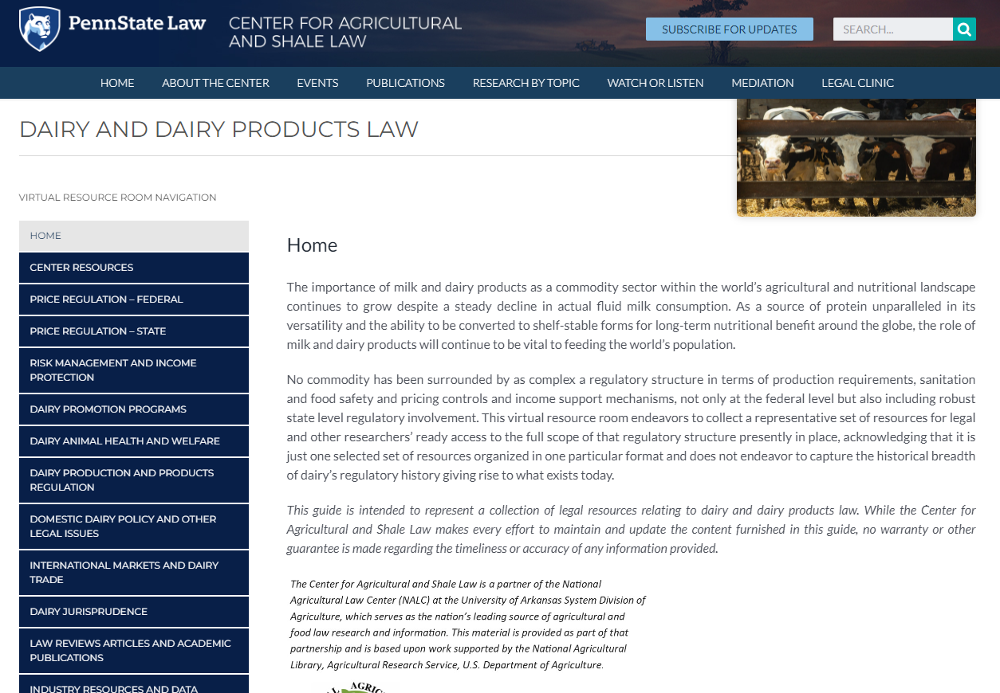 PennState Law
CENTER FOR AGRICULTURAL
AND SHALE LAW
SUBSCRIBE FOR UPDATES
SEARCH...
HOME
ABOUT THE CENTER
EVENTS
PUBLICATIONS
RESEARCH BY TOPIC
WATCH OR LISTEN
MEDIATION
LEGAL CLINIC
DAIRY AND DAIRY PRODUCTS LAW
VIRTUAL RESOURCE ROOM NAVIGATION
HOME
CENTER RESOURCES
PRICE REGULATION – FEDERAL
PRICE REGULATION – STATE
RISK MANAGEMENT AND INCOME
PROTECTION
DAIRY PROMOTION PROGRAMS
DAIRY ANIMAL HEALTH AND WELFARE
DAIRY PRODUCTION AND PRODUCTS
REGULATION
DOMESTIC DAIRY POLICY AND OTHER
LEGAL ISSUES
INTERNATIONAL MARKETS AND DAIRY
TRADE
DAIRY JURISPRUDENCE
LAW REVIEWS ARTICLES AND ACADEMIC
PUBLICATIONS
INDUSTRY RESOURCES AND DATA
Home
The importance of milk and dairy products as a commodity sector within the world’s agricultural and nutritional landscape
continues to grow despite a steady decline in actual fluid milk consumption. As a source of protein unparalleled in its
versatility and the ability to be converted to shelf-stable forms for long-term nutritional benefit around the globe, the role of
milk and dairy products will continue to be vital to feeding the world’s population.
No commodity has been surrounded by as complex a regulatory structure in terms of production requirements, sanitation
and food safety and pricing controls and income support mechanisms, not only at the federal level but also including robust
state level regulatory involvement. This virtual resource room endeavors to collect a representative set of resources for legal
and other researchers’ ready access to the full scope of that regulatory structure presently in place, acknowledging that it is
just one selected set of resources organized in one particular format and does not endeavor to capture the historical breadth
of dairy’s regulatory history giving rise to what exists today.
This guide is intended to represent a collection of legal resources relating to dairy and dairy products law. While the Center for
Agricultural and Shale Law makes every effort to maintain and update the content furnished in this guide, no warranty or other
guarantee is made regarding the timeliness or accuracy of any information provided.
The Center for Agricultural and Shale Law is a partner of the National
Agricultural Law Center (NALC) at the University of Arkansas System Division of
Agriculture, which serves as the nation’s leading source of agricultural and
food law research and information. This material is provided as part of that
partnership and is based upon work supported by the National Agricultural
Library, Agricultural Research Service, U.S. Department of Agriculture.